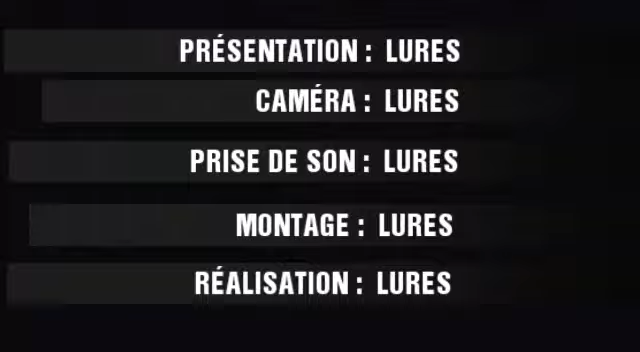 PRÉSENTATION : LURES
CAMÉRA : LURES
PRISE DE SON : LURES
MONTAGE : LURES
RÉALISATION : LURES